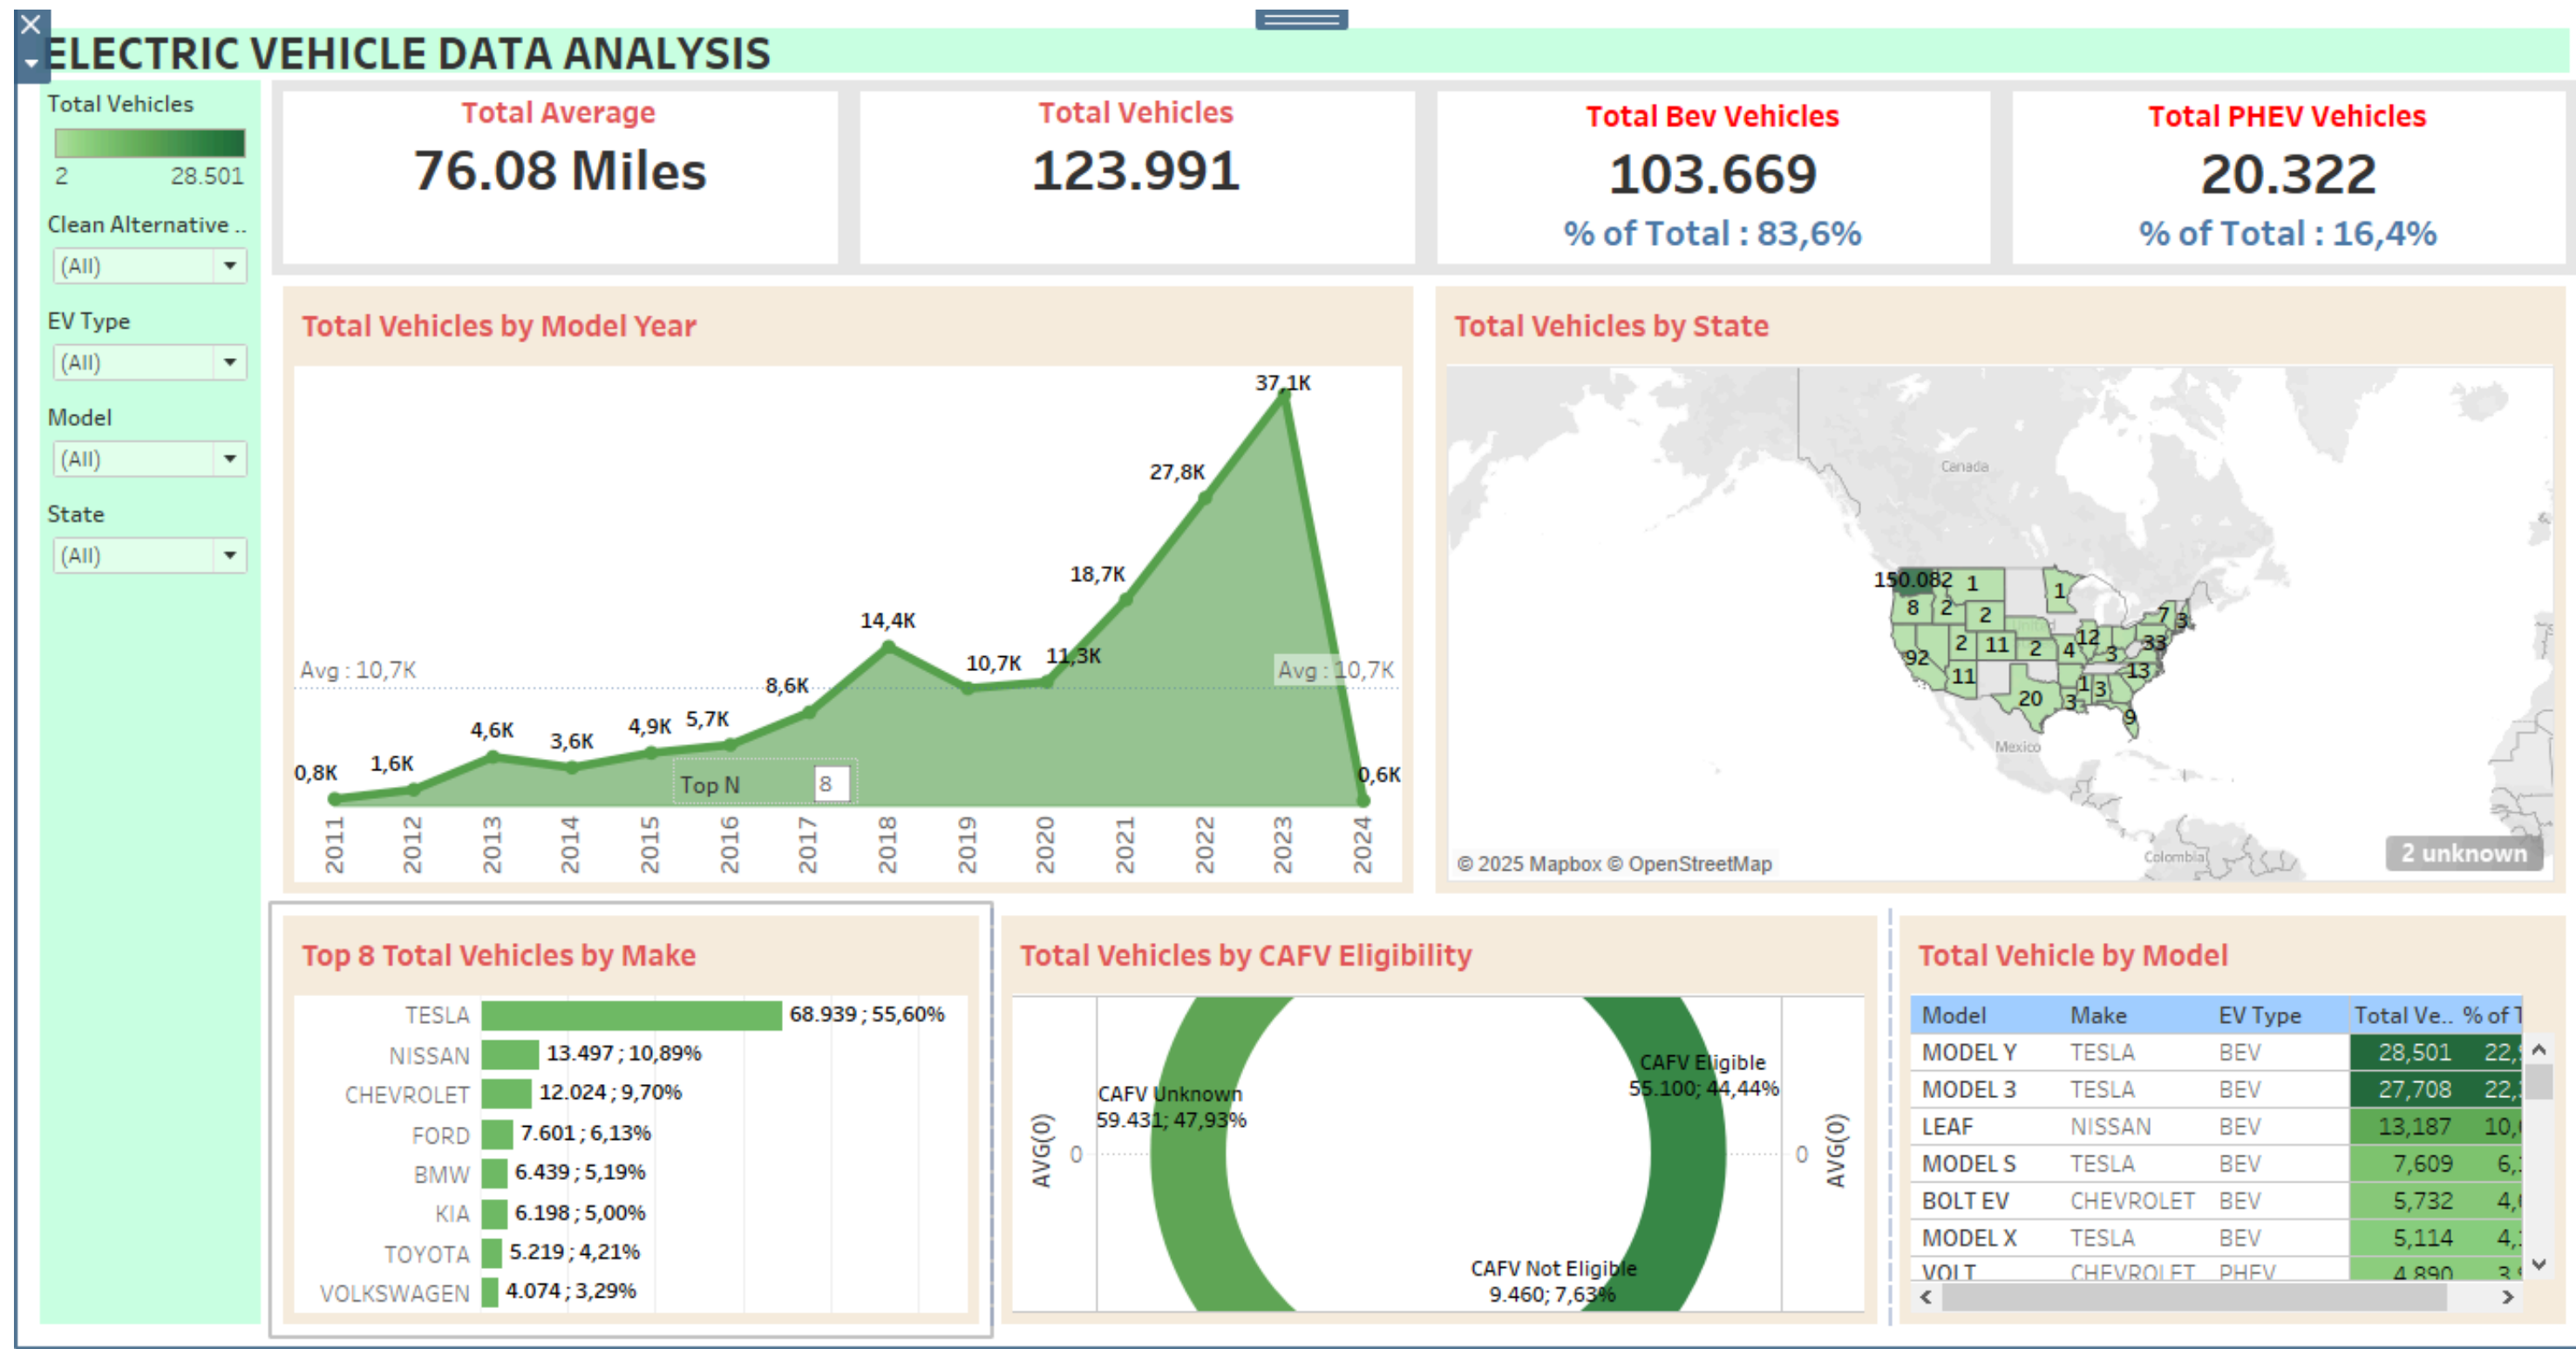 ELECTRIC VEHICLE DATA ANALYSIS
Total Vehicles
2 28.501
Clean Alternative ..
(All)
EV Type
(All)
Model
(All)
State
(All)
Total Average
76.08 Miles
Total Vehicles
123.991
Total Bev Vehicles
103.669
% of Total : 83,6%
Total PHEV Vehicles
20.322
% of Total : 16,4%
Total Vehicles by Model Year
37,1K
27,8K
18,7K
14,4K
10,7K
11,3K
8,6K
5,7K
4,9K
3,6K
4,6K
1,6K
0,8K
0,6K
Avg : 10,7K
Avg : 10,7K
Top N 8
2011 2012 2013 2014 2015 2016 2017 2018 2019 2020 2021 2022 2023 2024
Total Vehicles by State
Canada
150.082 1 1
8 2 2 7 3
2 11 2 4 12 3 33
92 11 13
20 3 1 3 9
Mexico
Colombia
© 2025 Mapbox © OpenStreetMap
2 unknown
Top 8 Total Vehicles by Make
TESLA 68.939 ; 55,60%
NISSAN 13.497 ; 10,89%
CHEVROLET 12.024 ; 9,70%
FORD 7.601 ; 6,13%
BMW 6.439 ; 5,19%
KIA 6.198 ; 5,00%
TOYOTA 5.219 ; 4,21%
VOLKSWAGEN 4.074 ; 3,29%
Total Vehicles by CAFV Eligibility
CAFV Eligible
55.100; 44,44%
CAFV Unknown
59.431; 47,93%
AVG(0) 0
0 AVG(0)
CAFV Not Eligible
9.460; 7,63%
Total Vehicle by Model
Model Make EV Type Total Ve.. % of
MODEL Y TESLA BEV 28,501 22,
MODEL 3 TESLA BEV 27,708 22,
LEAF NISSAN BEV 13,187 10,
MODEL S TESLA BEV 7,609 6,
BOLT EV CHEVROLET BEV 5,732 4,
MODEL X TESLA BEV 5,114 4,
VOLT CHEVROLET PHEV 4,890 3